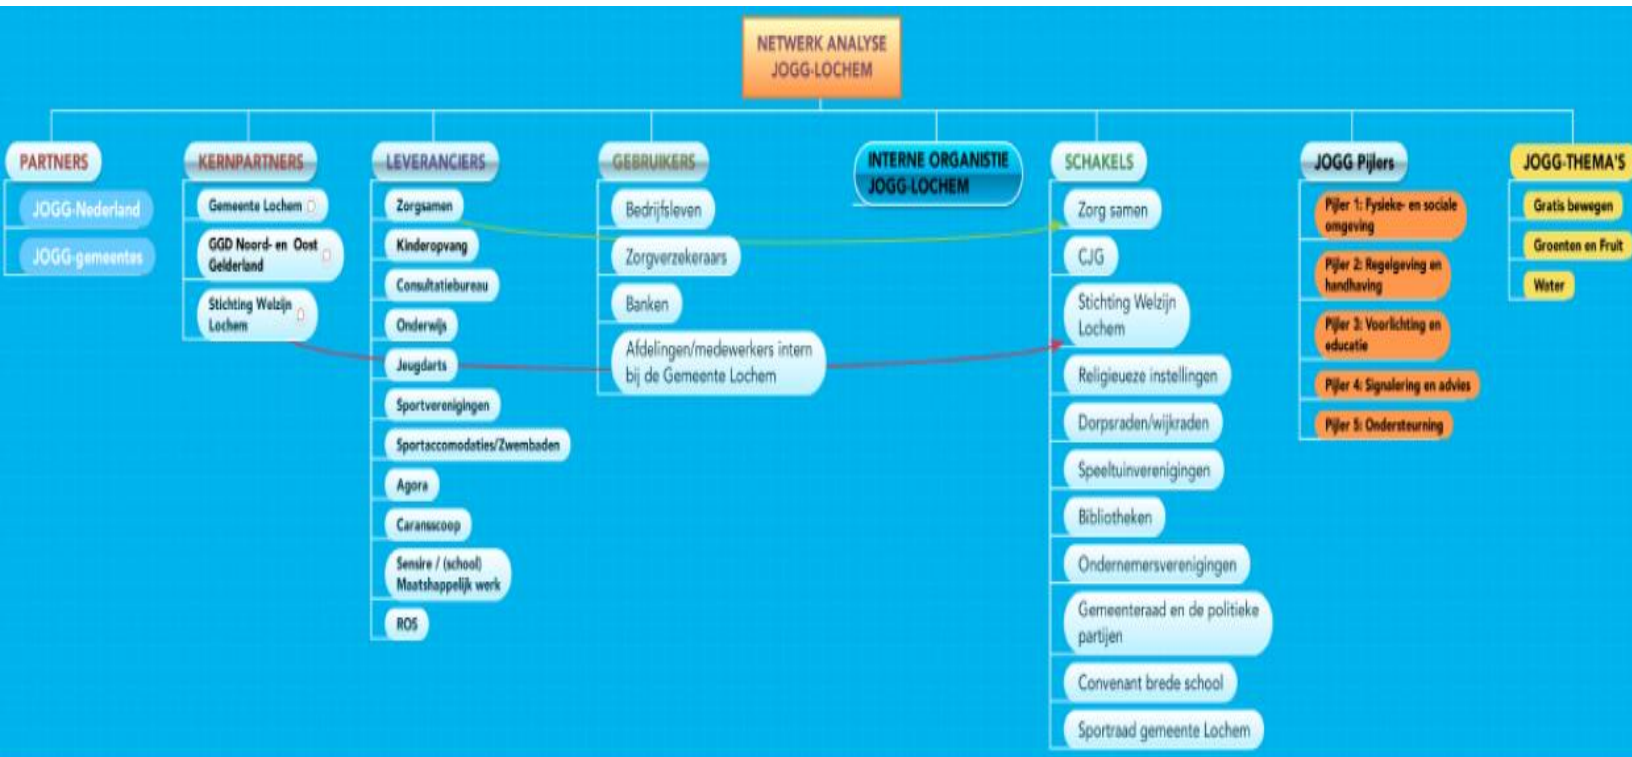 NETWERK ANALYSE
JOGG-LOCHEM
PARTNERS
JOGG-Nederland
JOGG-gemeentes
KERNPARTNERS
Gemeente Lochem
GGD Noord- en Oost
Gelderland
Stichting Welzijn
Lochem
LEVERANCIERS
Zorgsamen
Kinderopvang
Consultatiebureau
Onderwijs
Jeugdarts
Sportverenigingen
Sportaccomodaties/Zwembaden
Agora
Caransscoop
Sensire / (school)
Maatshappelijk werk
ROS
GEBRUIKERS
Bedrijfsleven
Zorgverzekeraars
Banken
Afdelingen/medewerkers intern
bij de Gemeente Lochem
INTERNE ORGANISTIE
JOGG-LOCHEM
SCHAKELS
Zorg samen
CJG
Stichting Welzijn
Lochem
Religieueze instellingen
Dorpsraden/wijkraden
Speeltuinverenigingen
Bibliotheken
Ondernemersverenigingen
Gemeenteraad en de politieke
partijen
Convenant brede school
Sportraad gemeente Lochem
JOGG Pijlers
Pijler 1: Fysieke- en sociale
omgeving
Pijler 2: Regelgeving en
handhaving
Pijler 3: Voorlichting en
educatie
Pijler 4: Signalering en advies
Pijler 5: Ondersteurning
JOGG-THEMA'S
Gratis bewegen
Groenten en Fruit
Water